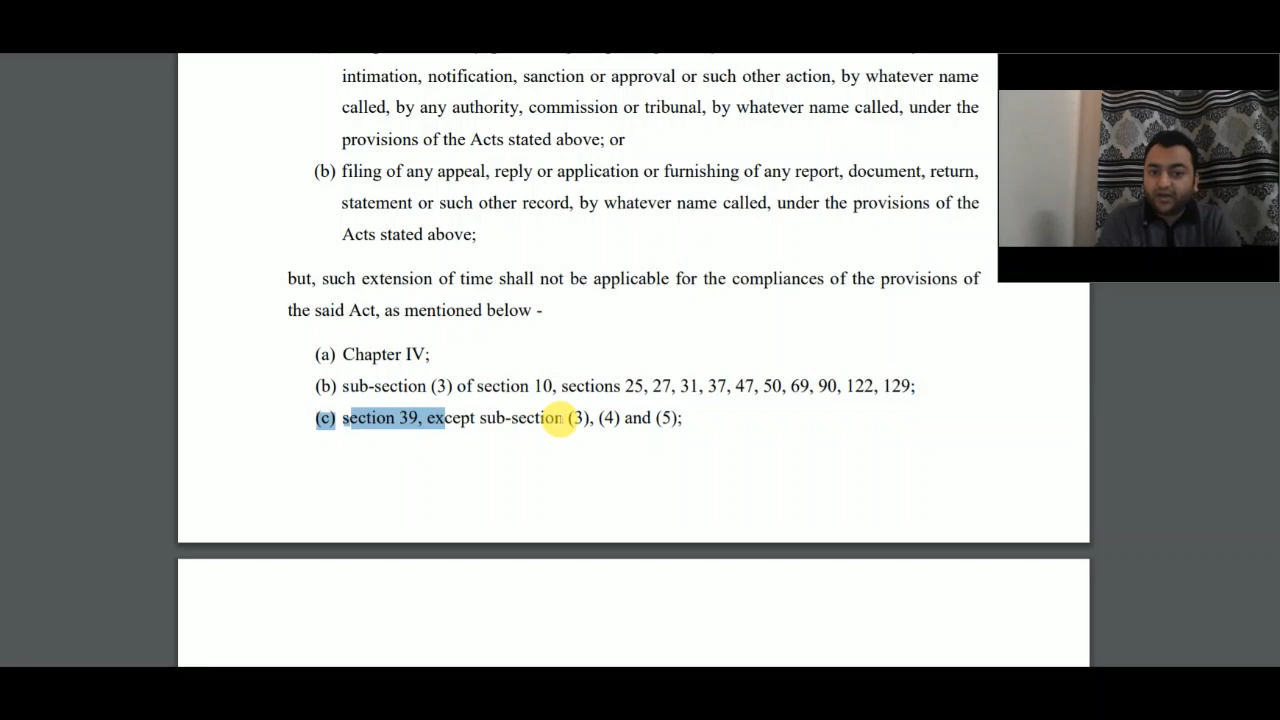 intimation, notification, sanction or approval or such other action, by whatever name
called, by any authority, commission or tribunal, by whatever name called, under the
provisions of the Acts stated above; or
(b) filing of any appeal, reply or application or furnishing of any report, document, return,
statement or such other record, by whatever name called, under the provisions of the
Acts stated above;
but, such extension of time shall not be applicable for the compliances of the provisions of
the said Act, as mentioned below -
(a) Chapter IV;
(b) sub-section (3) of section 10, sections 25, 27, 31, 37, 47, 50, 69, 90, 122, 129;
(c) section 39, except sub-section (3), (4) and (5);